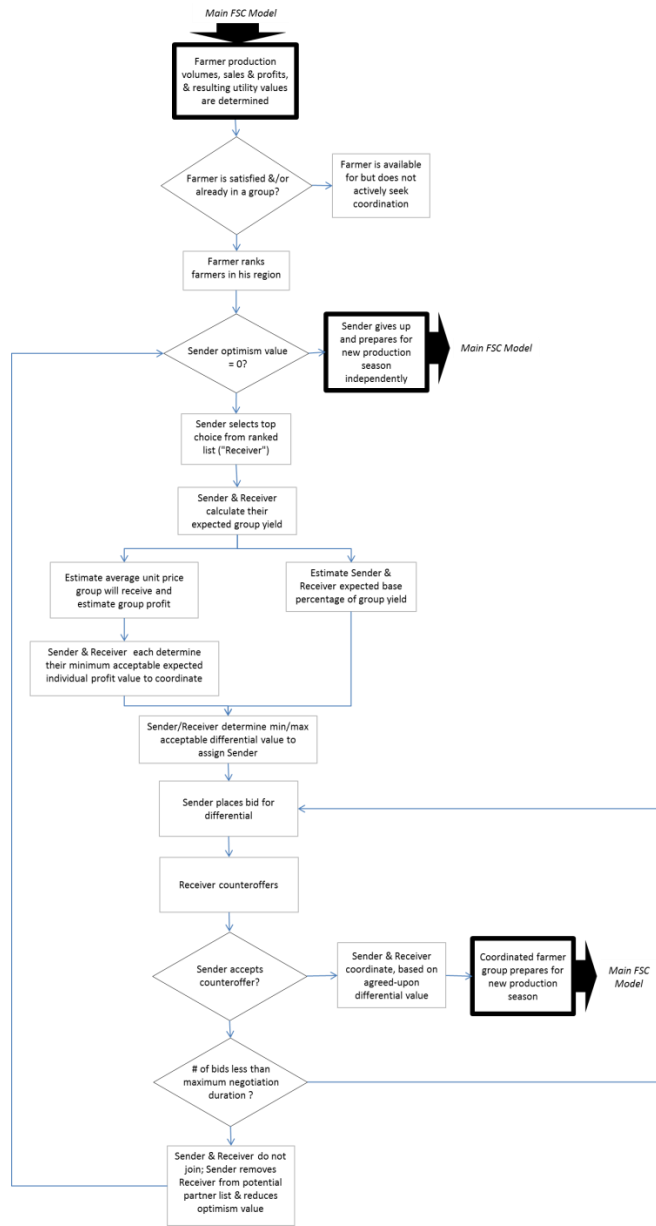 Main FSC Model
Farmer production
volumes, sales & profits,
& resulting utility values
are determined
Farmer is satisfied &/or
already in a group?
Farmer is available
for but does not
actively seek
coordination
Farmer ranks
farmers in his region
Sender optimism value
= 0?
Sender gives up
and prepares for
new production
season
independently
Main FSC Model
Sender selects top
choice from ranked
list ("Receiver")
Sender & Receiver
calculate their
expected group yield
Estimate average unit price
group will receive and
estimate group profit
Estimate Sender &
Receiver expected base
percentage of group yield
Sender & Receiver each determine
their minimum acceptable expected
individual profit value to coordinate
Sender/Receiver determine min/max
acceptable differential value to
assign Sender
Sender places bid for
differential
Receiver counteroffers
Sender accepts
counteroffer?
Sender & Receiver
coordinate, based on
agreed-upon
differential value
Coordinated farmer
group prepares for
new production
season
Main FSC
Model
# of bids less than
maximum negotiation
duration ?
Sender & Receiver do not
join; Sender removes
Receiver from potential
partner list & reduces
optimism value